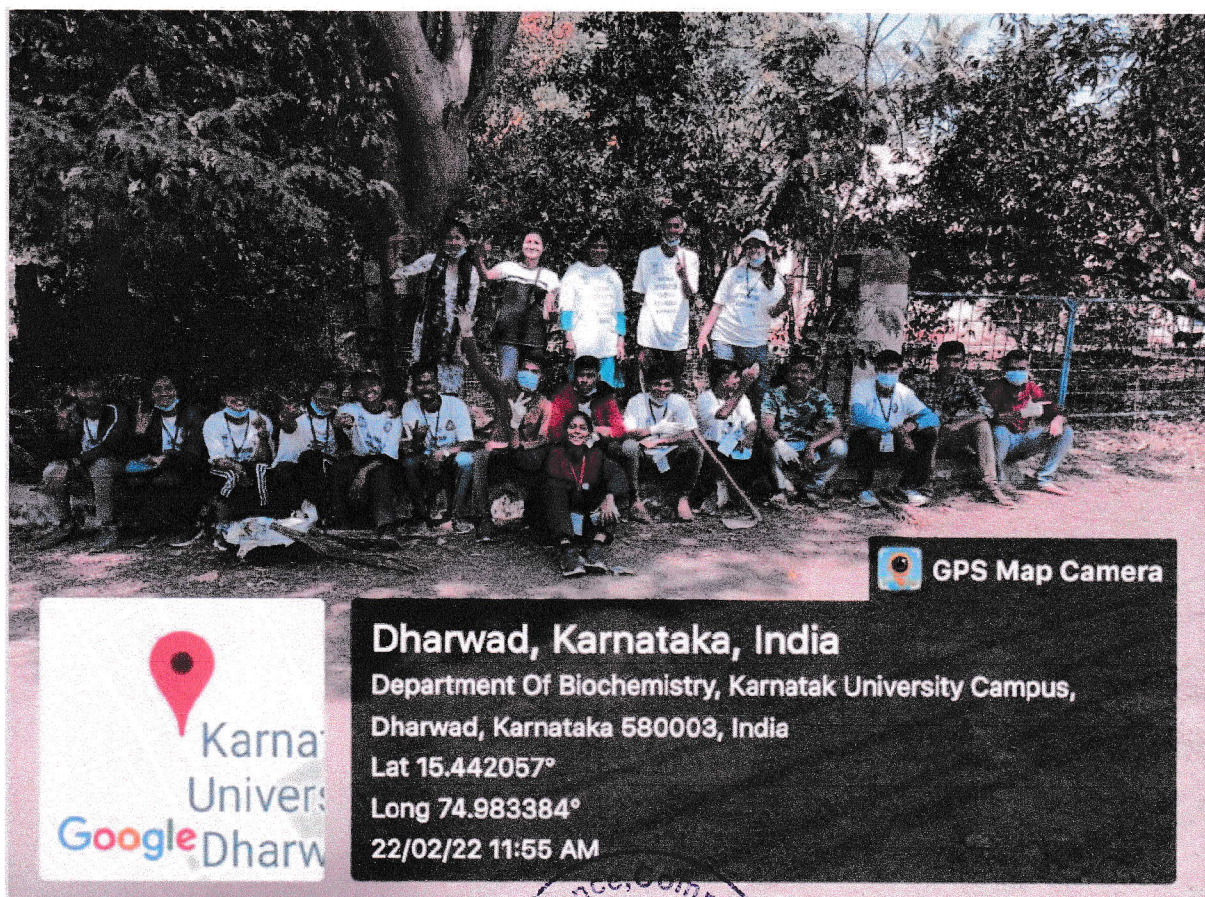 GPS Map Camera
Dharwad, Karnataka, India
Department Of Biochemistry, Karnatak University Campus,
Dharwad, Karnataka 580003, India
Lat 15.442057°
Long 74.983384°
22/02/22 11:55 AM
Karna
Univers
Google Dharw